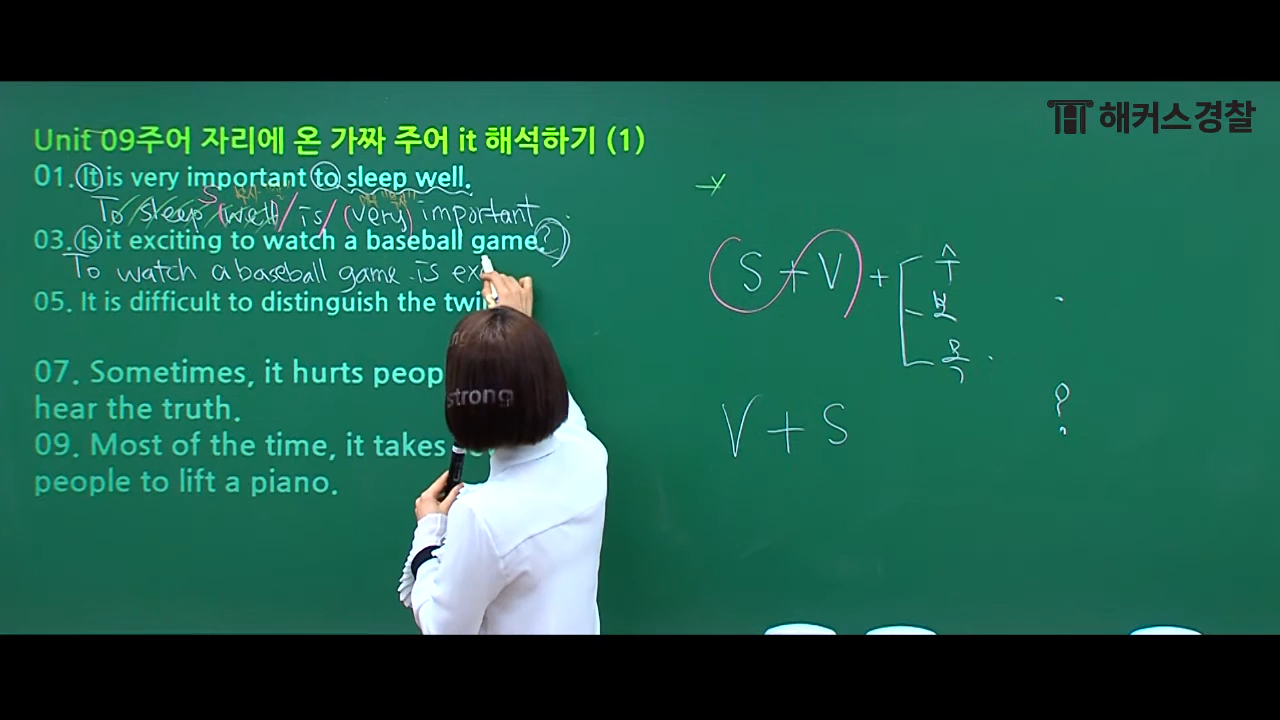 해커스경찰
Unit 09주어 자리에 온 가짜 주어 it 해석하기 (1)
01. It is very important to sleep well.
S
To sleep well / is / (very) important.
03. Is it exciting to watch a baseball game?
To watch a baseball game is ex
05. It is difficult to distinguish the twi
07. Sometimes, it hurts peop
strong
hear the truth.
09. Most of the time, it takes
people to lift a piano.
S + V +
V + S
?